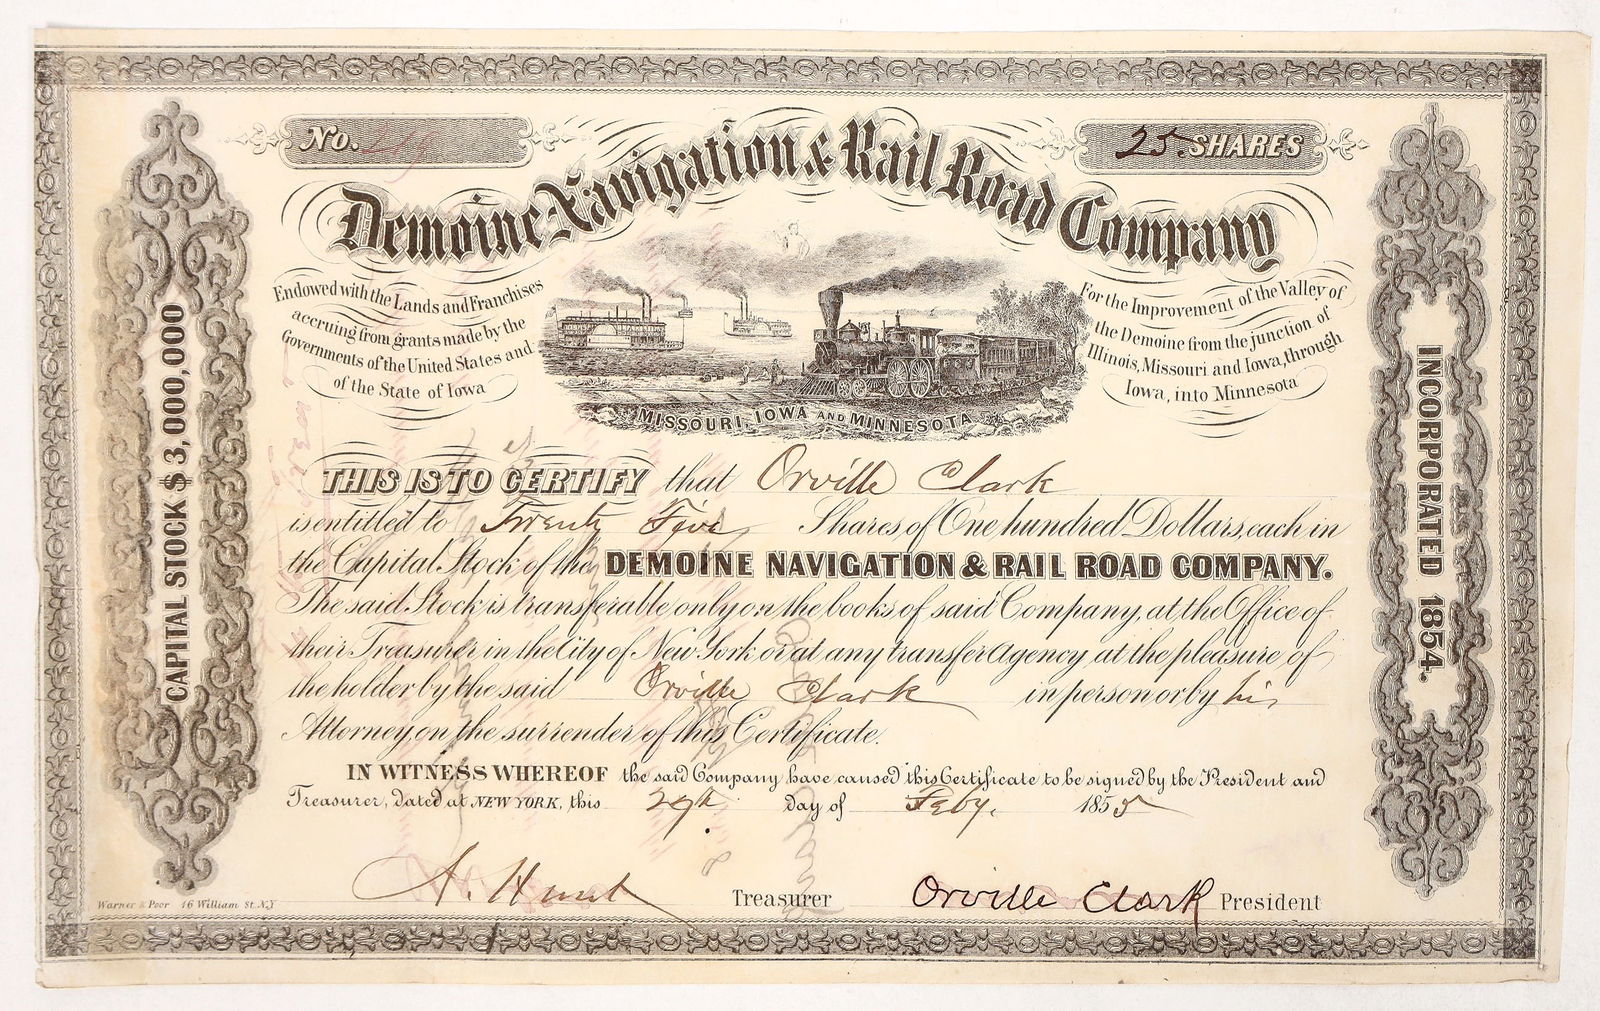 No. 219
25. SHARES
Demoine Navigation & Rail Road Company
Endowed with the Lands and Franchises
accruing from grants made by the
Governments of the United States and
of the State of Iowa
For the Improvement of the Valley of
the Demoine from the junction of
Illinois, Missouri and Iowa, through
Iowa, into Minnesota
MISSOURI, IOWA AND MINNESOTA
CAPITAL STOCK $3,000,000
INCORPORATED 1854.
THIS IS TO CERTIFY that Orville Clark
is entitled to Twenty Five Shares of One hundred Dollars, each in
the Capital Stock of the DEMOINE NAVIGATION & RAIL ROAD COMPANY.
The said Stock is transferable only on the books of said Company, at the Office of
their Treasurer in the City of New York or at any transfer Agency at the pleasure of
the holder by the said Orville Clark in person or by his
Attorney, on the surrender of this Certificate.
IN WITNESS WHEREOF the said Company have caused this Certificate to be signed by the President and
Treasurer, dated at NEW YORK, this day of Feby. 1855
A. Hunt Treasurer Orville Clark President
Warner & Poor 46 William St. N.Y